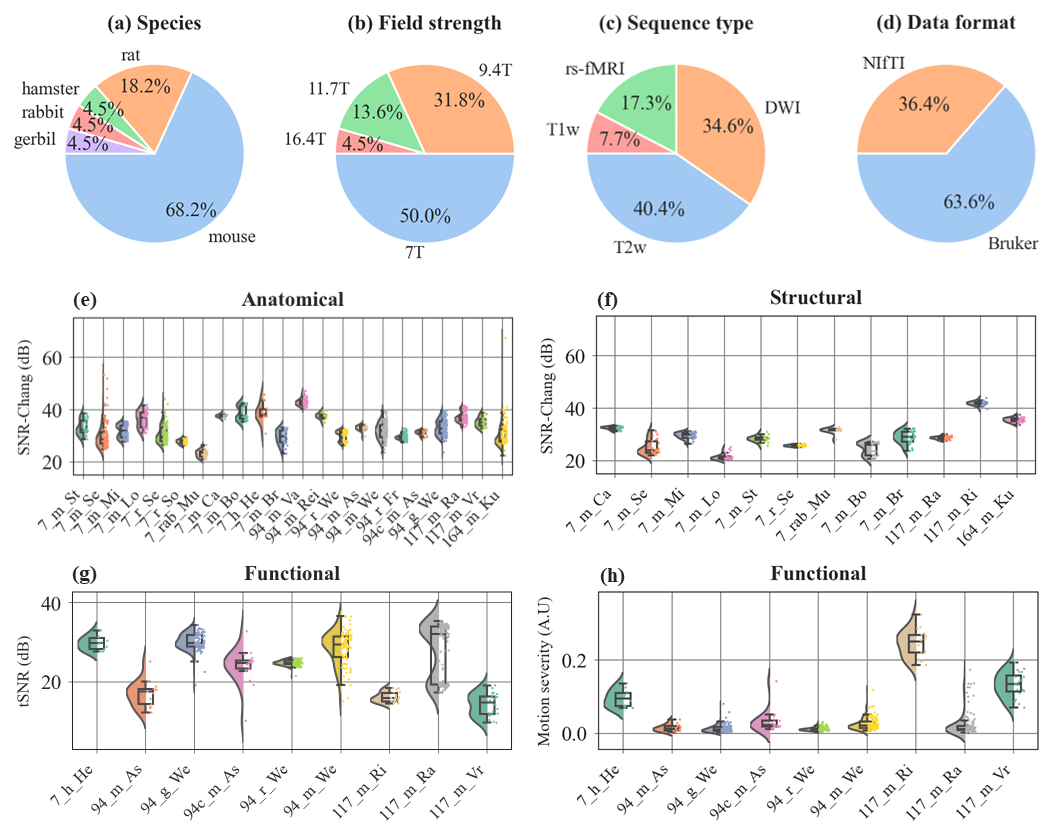 (a) Species
rat
hamster
rabbit
gerbil
18.2%
4.5%
4.5%
4.5%
68.2%
mouse
(b) Field strength
9.4T
11.7T
16.4T
31.8%
13.6%
4.5%
50.0%
7T
(c) Sequence type
rs-fMRI
DWI
T1w
17.3%
34.6%
7.7%
40.4%
T2w
(d) Data format
NIfTI
36.4%
63.6%
Bruker
(e) Anatomical
SNR-Chang (dB)
60
40
20
7_m_St
7_m_Se
7_m_Mi
7_m_Lo
7_r_Se
7_r_So
7_rab_Mu
7_m_Ca
7_m_Bo
7_h_He
7_m_Br
94_m_Va
94_m_Rei
94_r_We
94_m_As
94_m_We
94_r_Fr
94c_m_As
94_g_We
117_m_Ra
117_m_Vr
164_m_Ku
(f) Structural
SNR-Chang (dB)
60
40
20
7_m_Ca
7_m_Se
7_m_Mi
7_m_Lo
7_m_St
7_r_Se
7_rab_Mu
7_m_Bo
7_m_Br
117_m_Ra
117_m_Ri
164_m_Ku
(g) Functional
tSNR (dB)
40
20
7_h_He
94_m_As
94_g_We
94c_m_As
94_r_We
94_m_We
117_m_Ri
117_m_Ra
117_m_Vr
(h) Functional
Motion severity (A.U)
0.2
0.0
7_h_He
94_m_As
94_g_We
94c_m_As
94_r_We
94_m_We
117_m_Ri
117_m_Ra
117_m_Vr